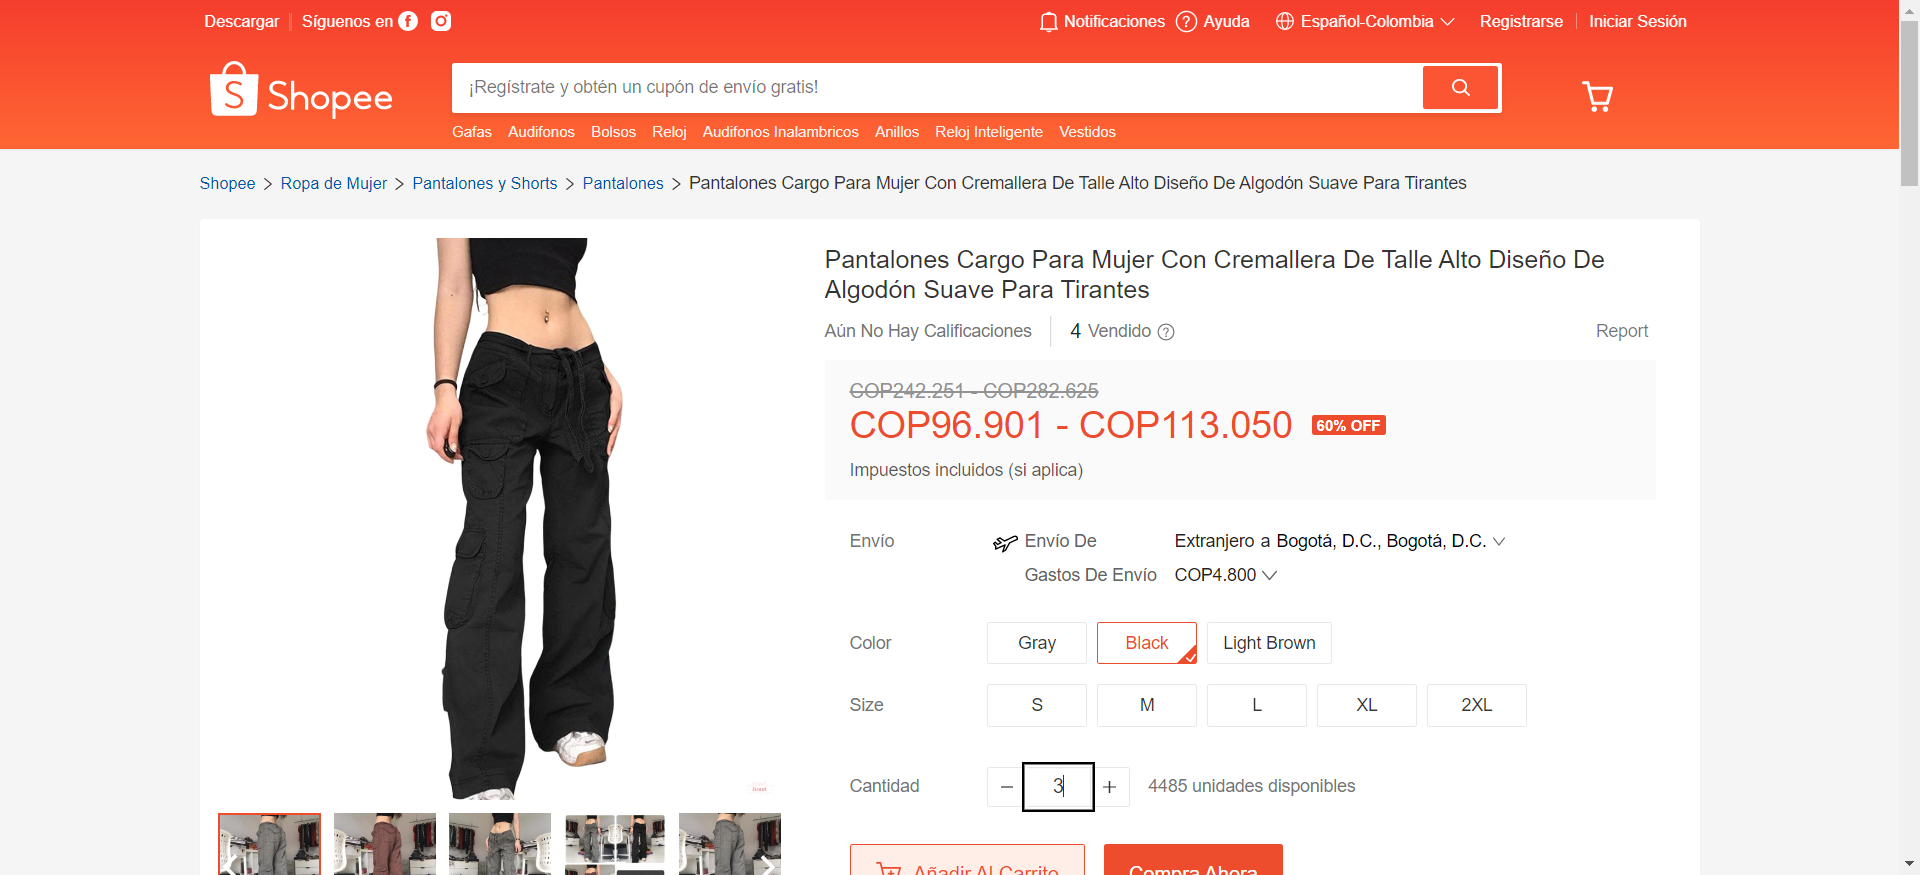 Descargar Síguenos en
Notificaciones Ayuda Español-Colombia Registrarse Iniciar Sesión
Shopee
¡Regístrate y obtén un cupón de envío gratis!
Gafas Audifonos Bolsos Reloj Audifonos Inalambricos Anillos Reloj Inteligente Vestidos
Shopee > Ropa de Mujer > Pantalones y Shorts > Pantalones > Pantalones Cargo Para Mujer Con Cremallera De Talle Alto Diseño De Algodón Suave Para Tirantes
Pantalones Cargo Para Mujer Con Cremallera De Talle Alto Diseño De
Algodón Suave Para Tirantes
Aún No Hay Calificaciones 4 Vendido ? Report
COP242.251 - COP282.625
COP96.901 - COP113.050 60% OFF
Impuestos incluidos (si aplica)
Envío Envío De Extranjero a Bogotá, D.C., Bogotá, D.C.
Gastos De Envío COP4.800
Color Gray Black Light Brown
Size S M L XL 2XL
Cantidad − 3 + 4485 unidades disponibles
Añadir Al Carrito Compra Ahora